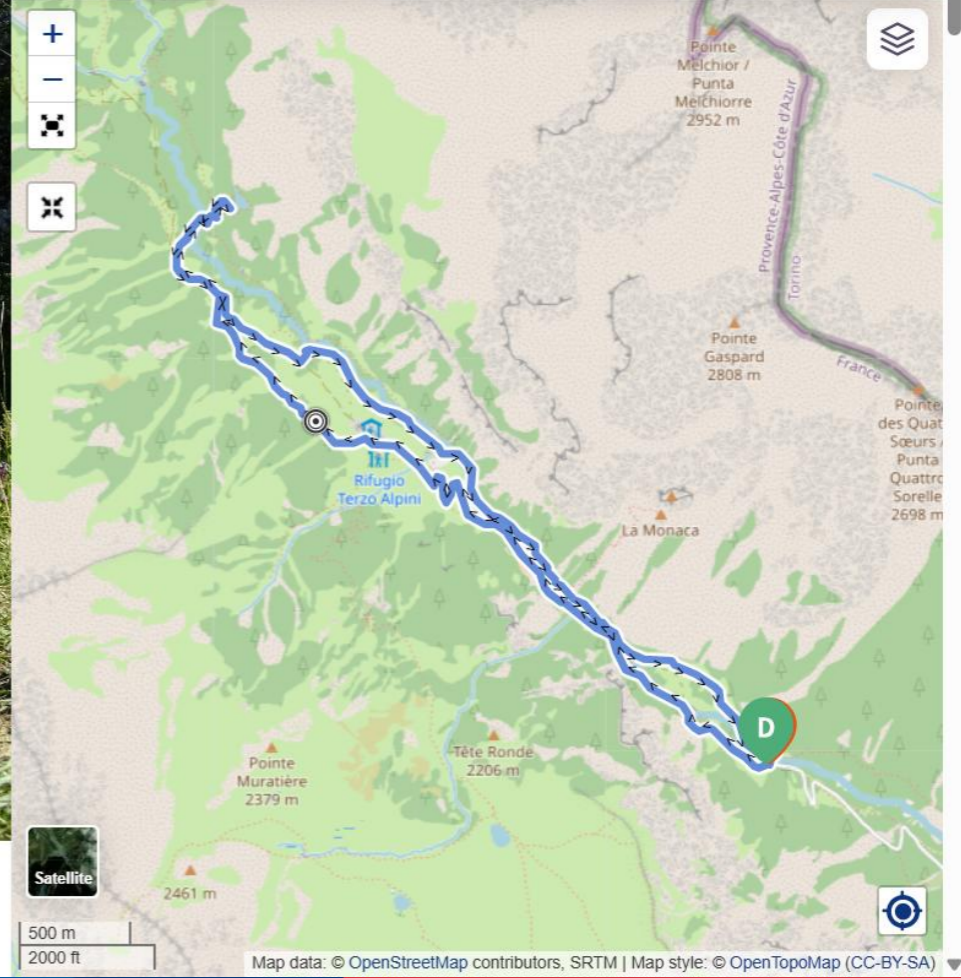 +
−
Pointe
Melchior /
Punta
Melchiorre
2952 m
Provence-Alpes-Côte d'Azur
Torino
Pointe
Gaspard
2808 m
France
Pointe
des Quat
Sœurs /
Punta
Quattro
Sorelle
2698 m
Rifugio
Terzo Alpini
La Monaca
D
Tête Ronde
2206 m
Pointe
Muratière
2379 m
2461 m
Satellite
500 m
2000 ft
Map data: © OpenStreetMap contributors, SRTM | Map style: © OpenTopoMap (CC-BY-SA)